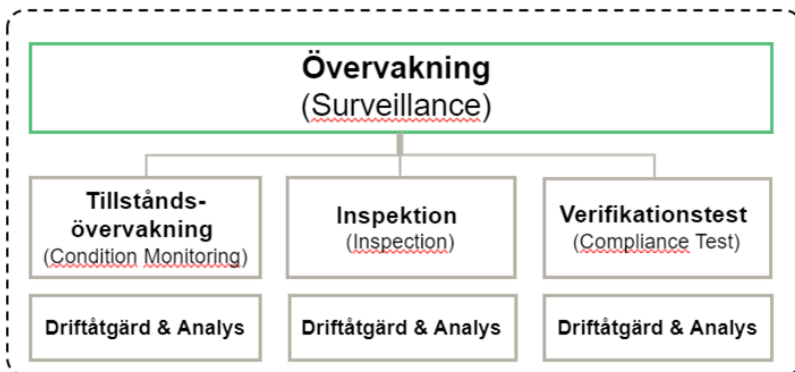 Övervakning
(Surveillance)
Tillstånds-
övervakning
(Condition Monitoring)
Inspektion
(Inspection)
Verifikationstest
(Compliance Test)
Driftåtgärd & Analys
Driftåtgärd & Analys
Driftåtgärd & Analys